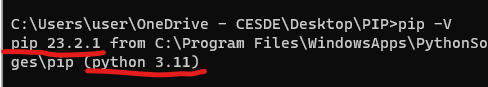 C:\Users\user\OneDrive - CESDE\Desktop\PIP>pip -V
pip 23.2.1 from C:\Program Files\WindowsApps\PythonSo
ges\pip (python 3.11)